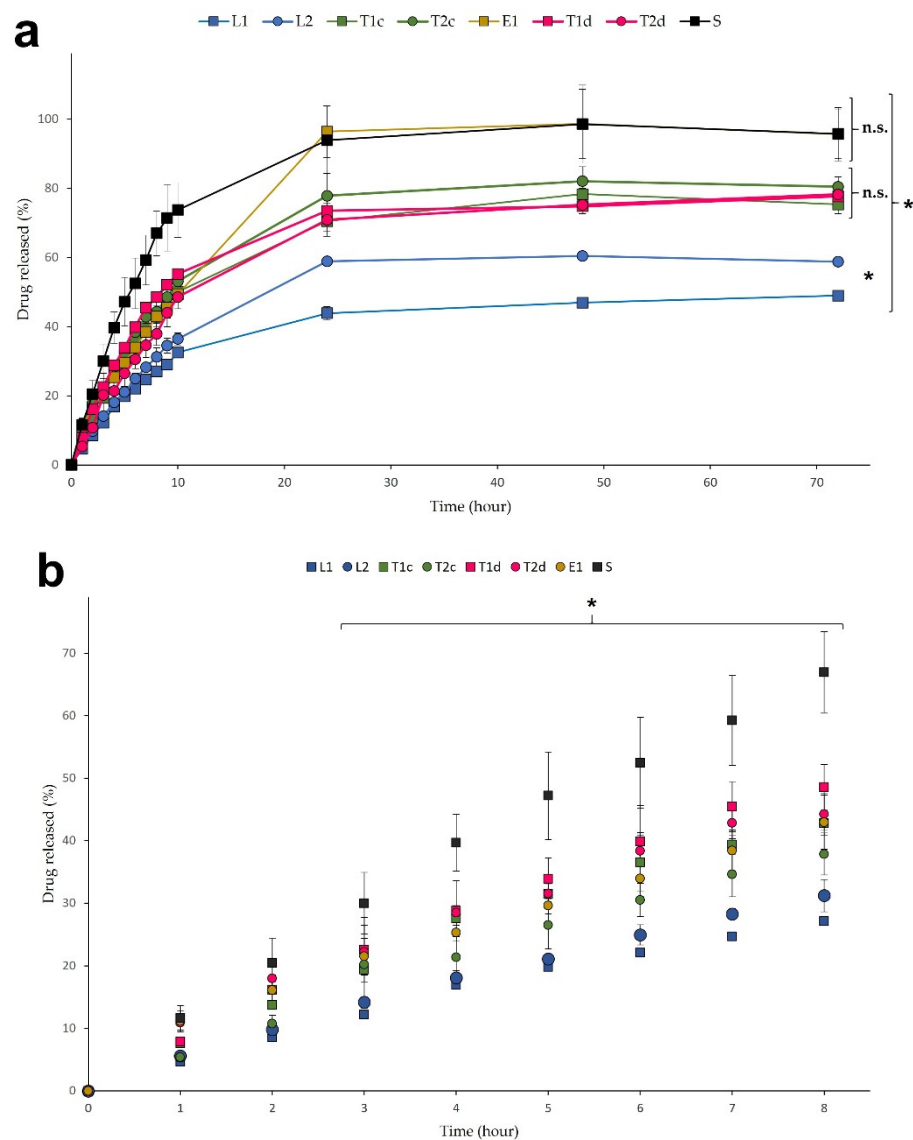 a
L1 L2 T1c T2c E1 T1d T2d S
100
80
60
40
20
0
Drug released (%)
n.s.
n.s.
*
*
0 10 20 30 40 50 60 70
Time (hour)
b
L1 L2 T1c T2c T1d T2d E1 S
*
70
60
50
40
30
20
10
0
Drug released (%)
0 1 2 3 4 5 6 7 8
Time (hour)